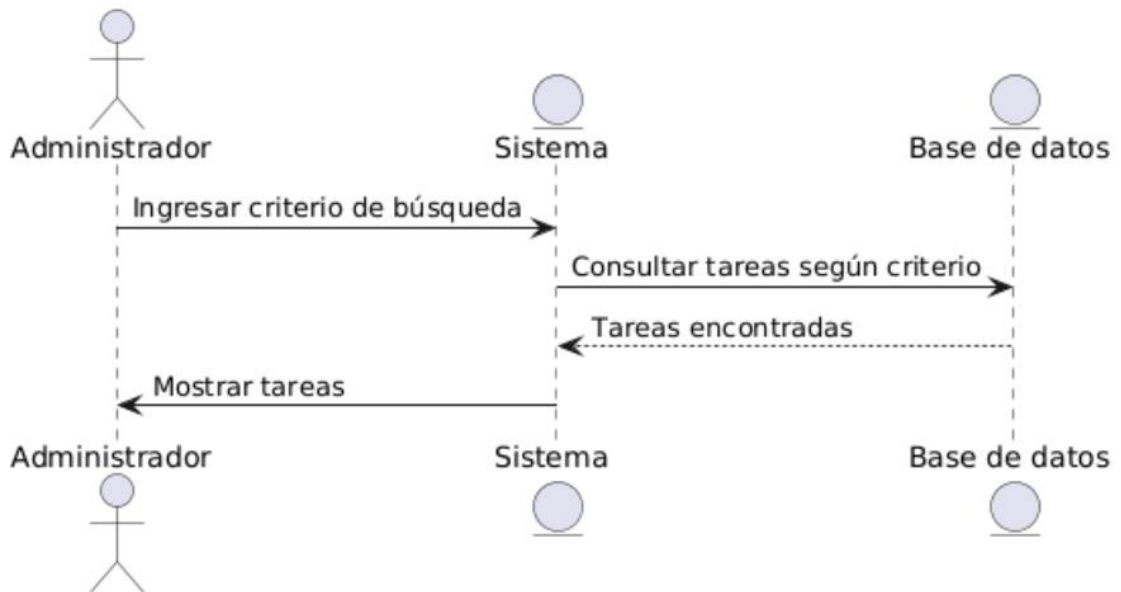 Administrador
Sistema
Base de datos
Ingresar criterio de búsqueda
Consultar tareas según criterio
Tareas encontradas
Mostrar tareas
Administrador
Sistema
Base de datos